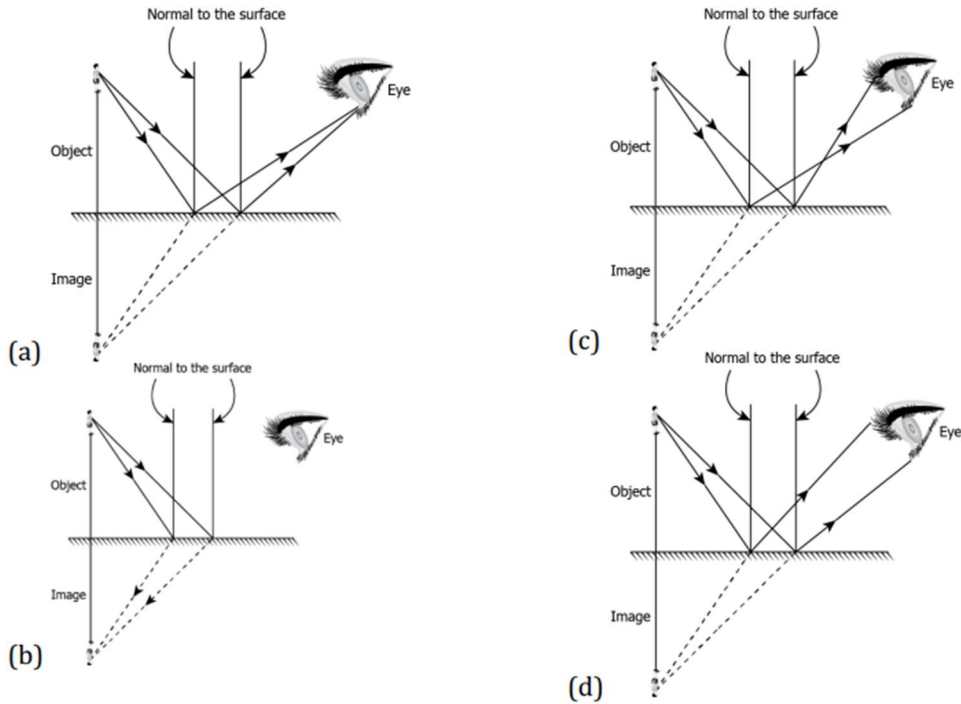 Normal to the surface
Eye
Object
Image
(a)
Normal to the surface
Eye
Object
Image
(b)
Normal to the surface
Eye
Object
Image
(c)
Normal to the surface
Eye
Object
Image
(d)